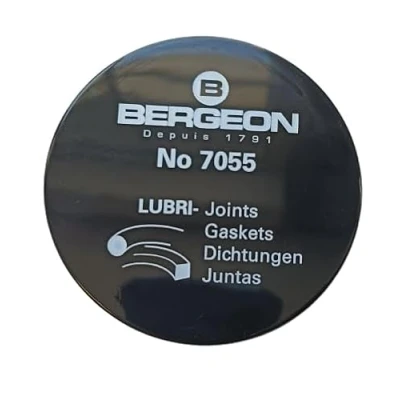 B
BERGEON
Depuis 1791
No 7055
LUBRI- Joints
Gaskets
Dichtungen
Juntas